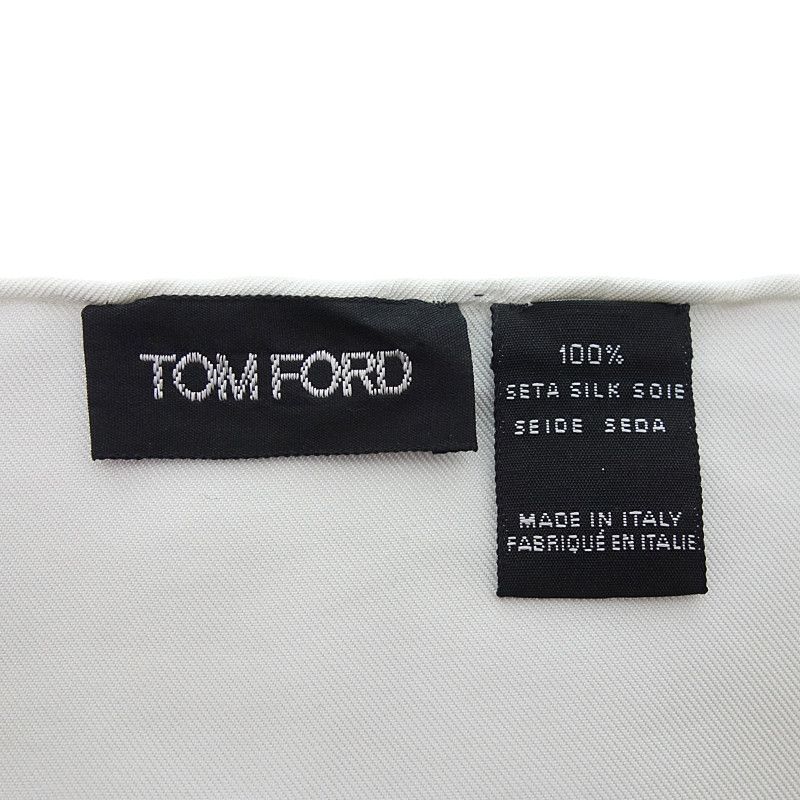 TOM FORD
100%
SETA SILK SOIE
SEIDE SEDA
MADE IN ITALY
FABRIQUÉ EN ITALIE